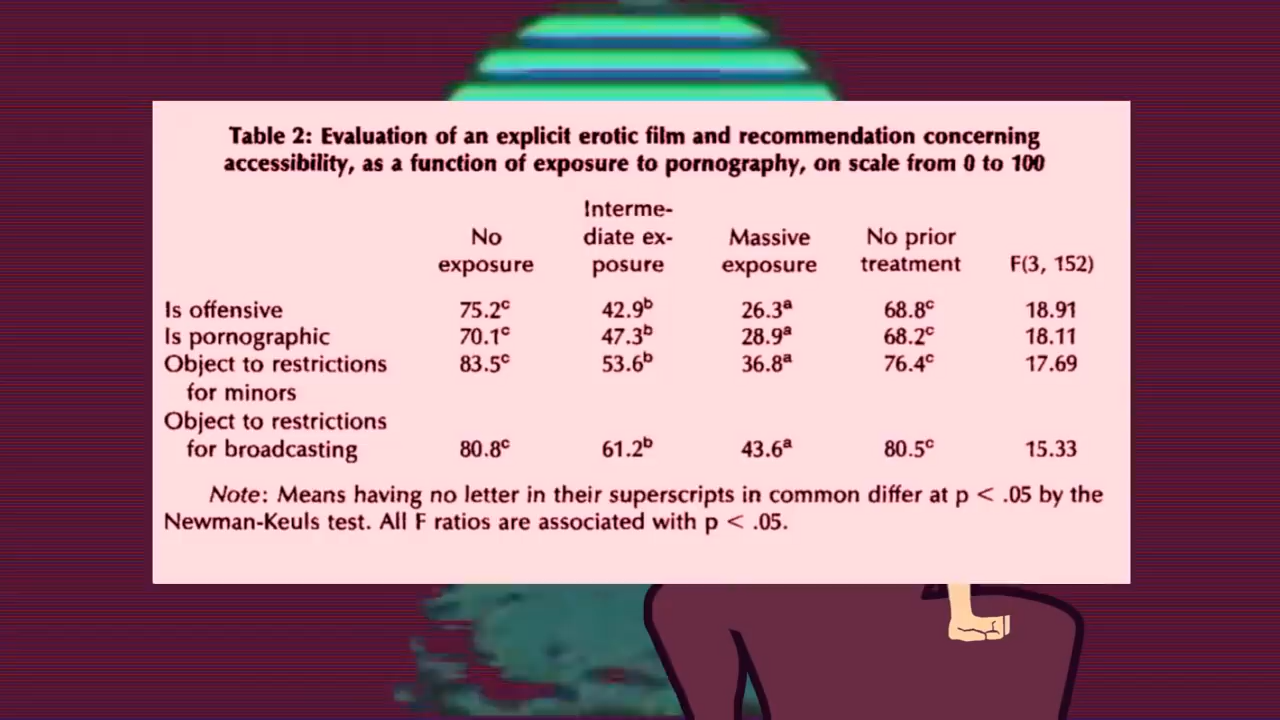 Table 2: Evaluation of an explicit erotic film and recommendation concerning
accessibility, as a function of exposure to pornography, on scale from 0 to 100
Interme-
No diate ex- Massive No prior
exposure posure exposure treatment F(3, 152)
Is offensive 75.2ᶜ 42.9ᵇ 26.3ᵃ 68.8ᶜ 18.91
Is pornographic 70.1ᶜ 47.3ᵇ 28.9ᵃ 68.2ᶜ 18.11
Object to restrictions 83.5ᶜ 53.6ᵇ 36.8ᵃ 76.4ᶜ 17.69
for minors
Object to restrictions
for broadcasting 80.8ᶜ 61.2ᵇ 43.6ᵃ 80.5ᶜ 15.33
Note: Means having no letter in their superscripts in common differ at p < .05 by the
Newman-Keuls test. All F ratios are associated with p < .05.